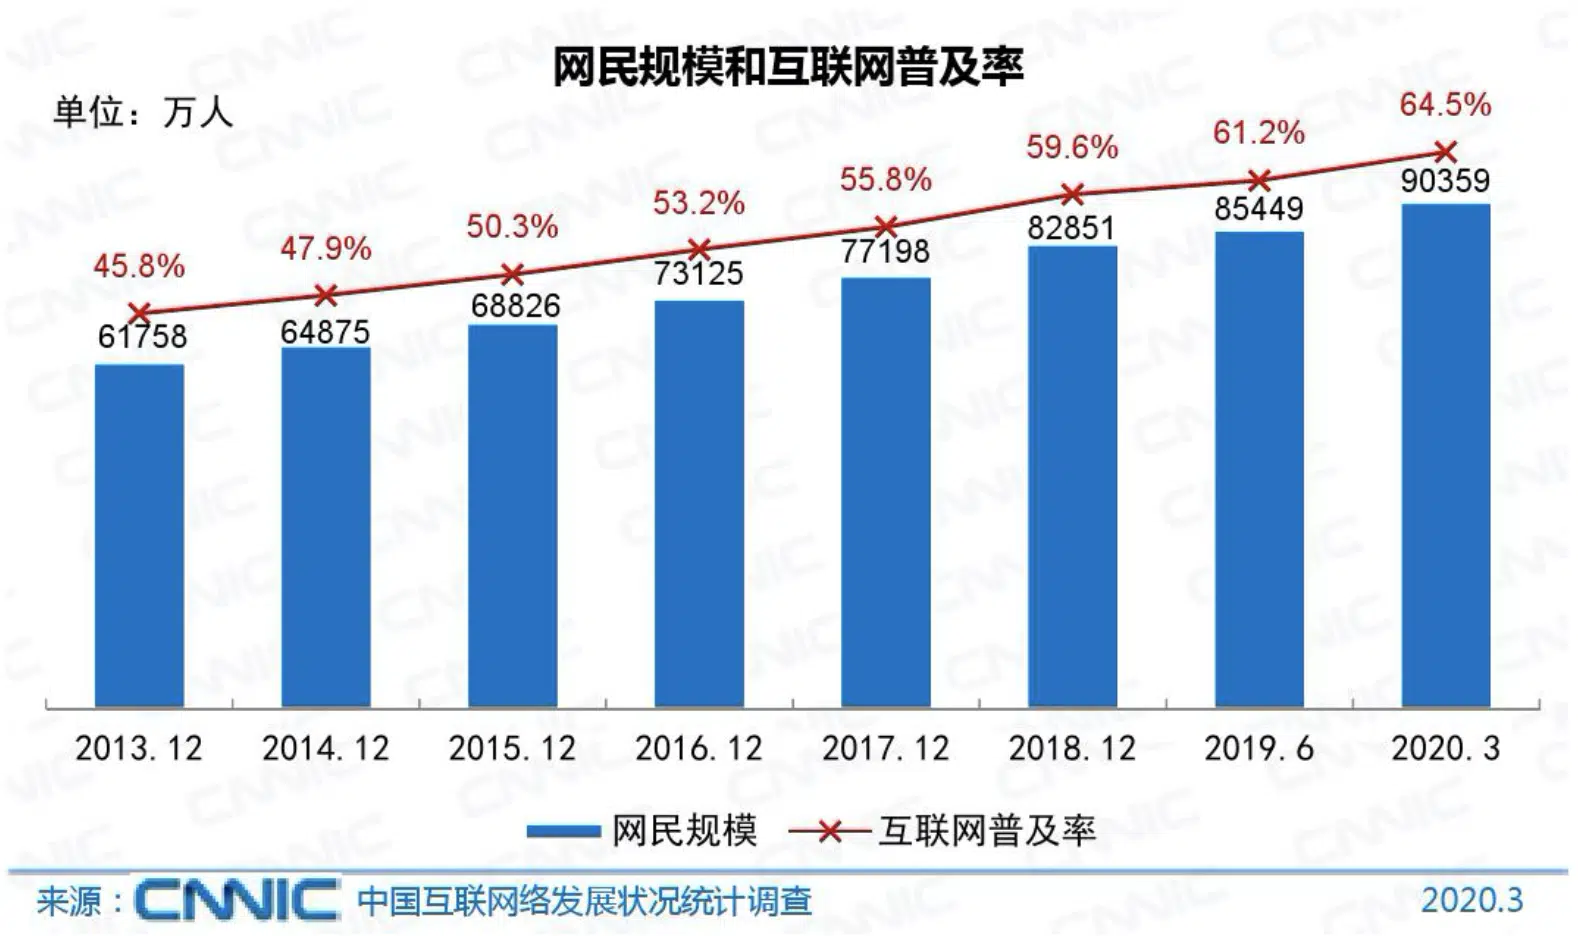 网民规模和互联网普及率
单位：万人
45.8% 47.9% 50.3% 53.2% 55.8% 59.6% 61.2% 64.5%
61758 64875 68826 73125 77198 82851 85449 90359
2013.12 2014.12 2015.12 2016.12 2017.12 2018.12 2019.6 2020.3
网民规模 互联网普及率
来源：CNNIC 中国互联网络发展状况统计调查 2020.3